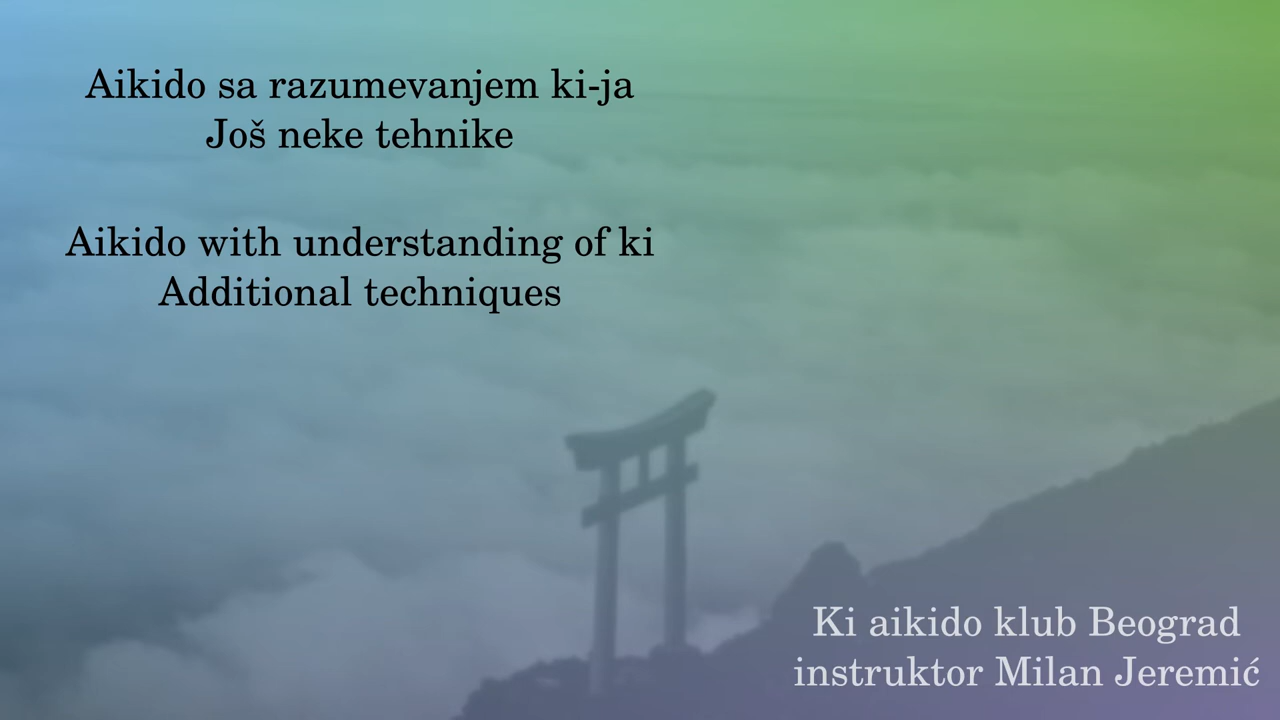 Aikido sa razumevanjem ki-ja
Još neke tehnike
Aikido with understanding of ki
Additional techniques
Ki aikido klub Beograd
instruktor Milan Jeremić